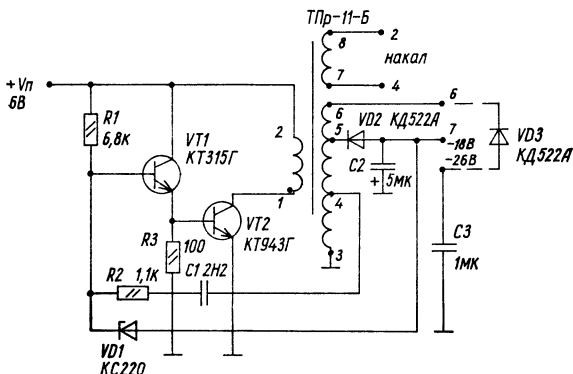 ТПр-11-Б
8
2
накал
7
4
+Vп
6В
R1
6,8к
VT1
КТ315Г
2
1
6
5
VD2 КД522А
6
7
-18В
-26В
VD3
КД522А
C2
+ 5мк
4
3
VT2
КТ943Г
R3
100
R2
1,1к
C1 2Н2
C3
1мк
VD1
КС220